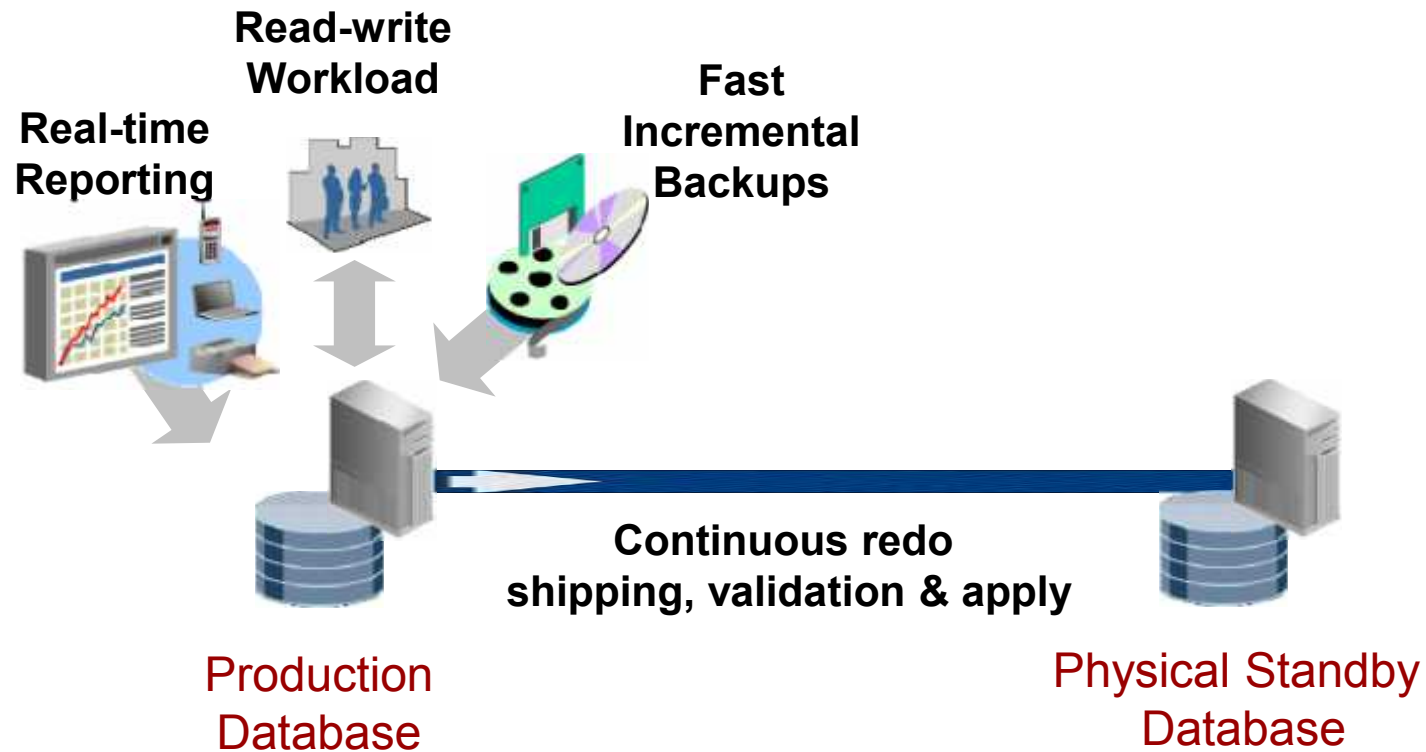 Read-write
Workload
Fast
Incremental
Backups
Real-time
Reporting
Continuous redo
shipping, validation & apply
Production
Database
Physical Standby
Database